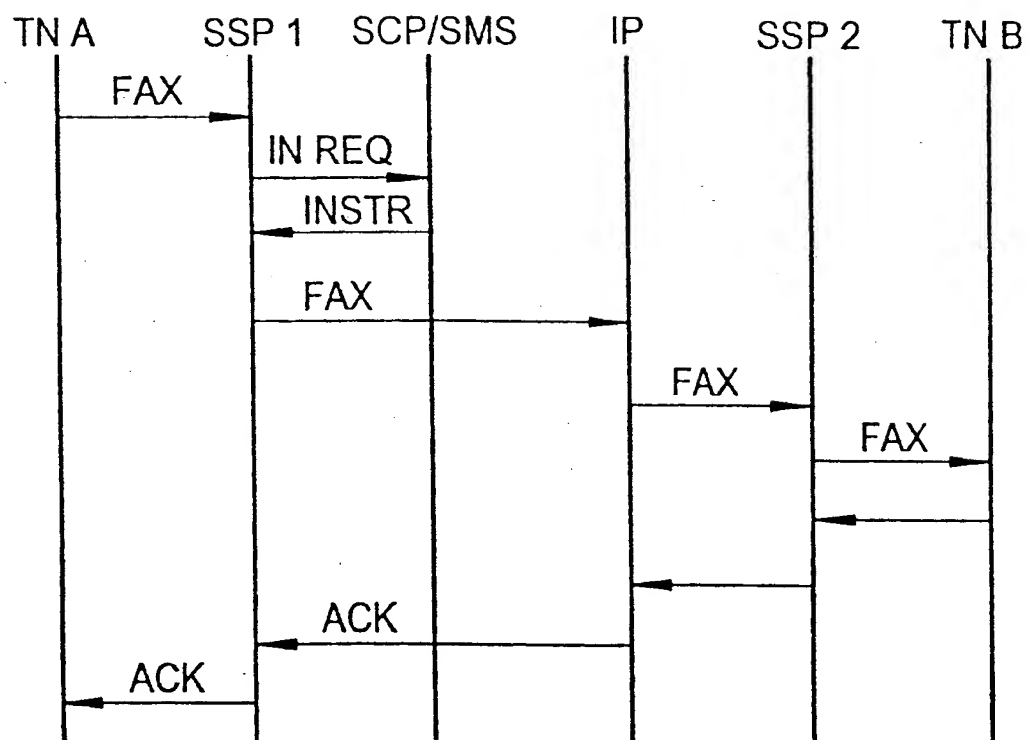 TN A SSP 1 SCP/SMS IP SSP 2 TN B
FAX
IN REQ
INSTR
FAX
FAX
FAX
ACK
ACK